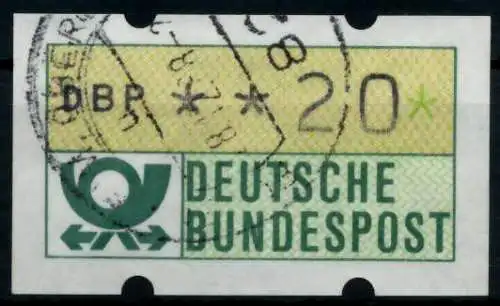 DBP * * 20*
DEUTSCHE
BUNDESPOST